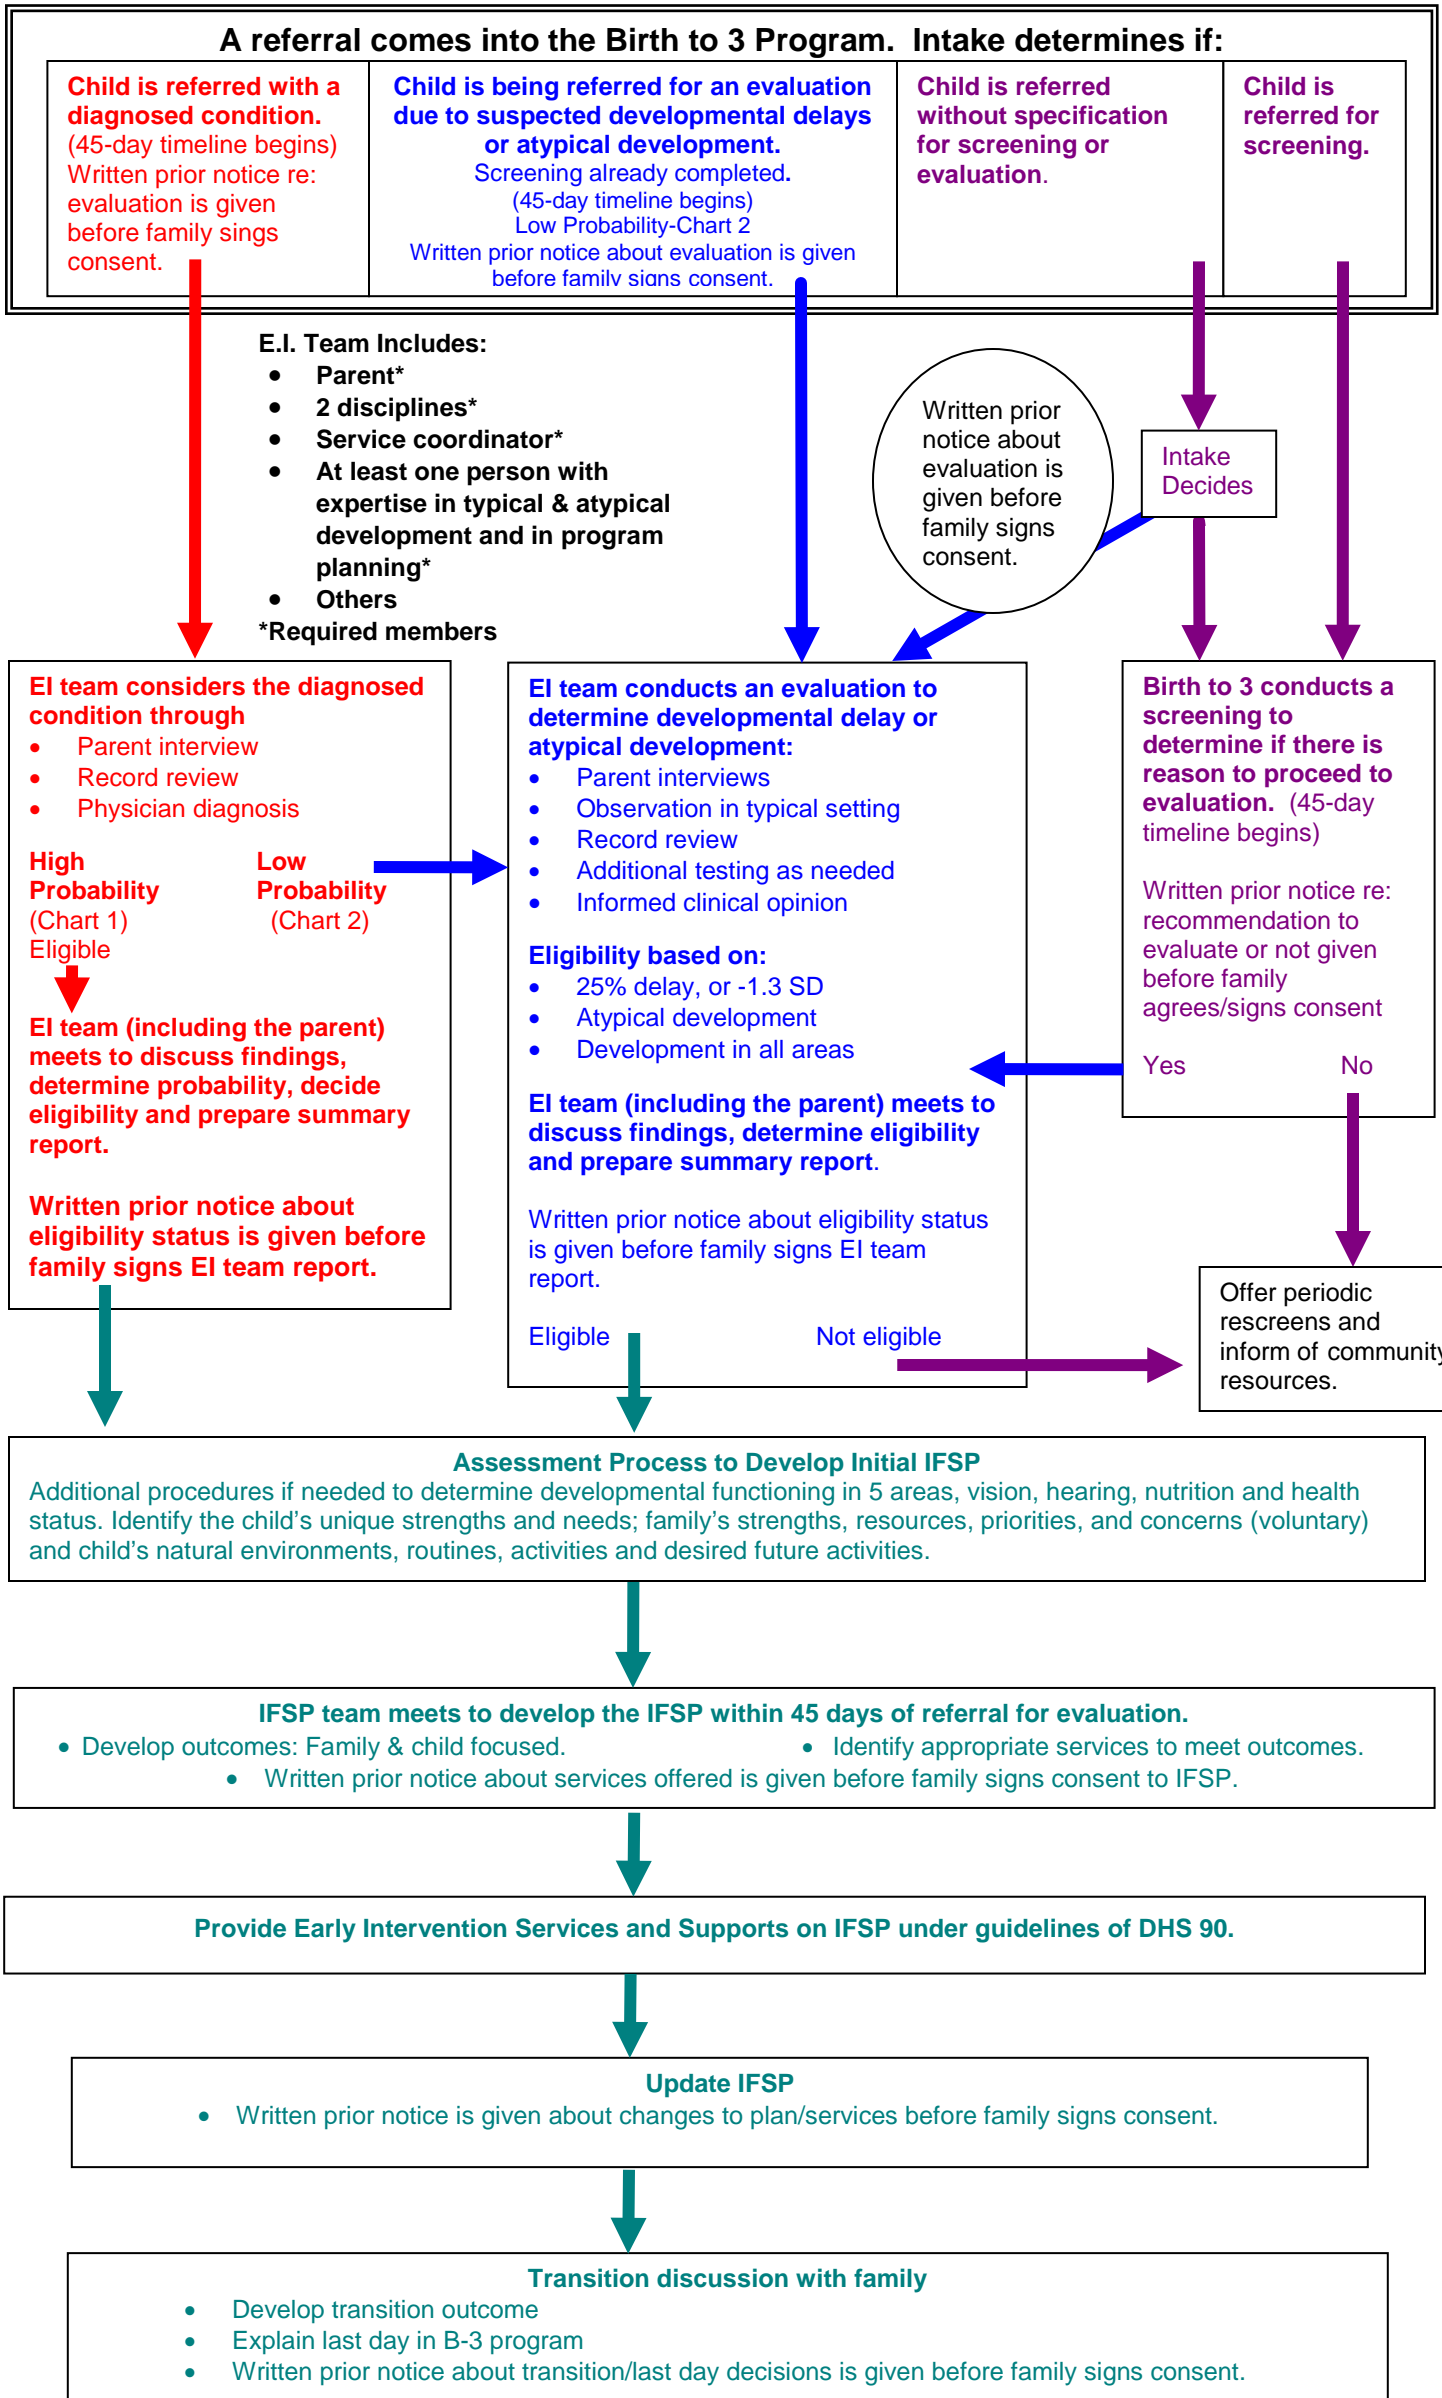 A referral comes into the Birth to 3 Program.  Intake determines if:
Child is referred with a
diagnosed condition.
(45-day timeline begins)
Written prior notice re:
evaluation is given
before family sings
consent.
Child is being referred for an evaluation
due to suspected developmental delays
or atypical development.
Screening already completed.
(45-day timeline begins)
Low Probability-Chart 2
Written prior notice about evaluation is given
before family signs consent.
Child is referred
without specification
for screening or
evaluation.
Child is
referred for
screening.
E.I. Team Includes:
• Parent*
• 2 disciplines*
• Service coordinator*
• At least one person with
expertise in typical & atypical
development and in program
planning*
• Others
*Required members
Written prior
notice about
evaluation is
given before
family signs
consent.
Intake
Decides
EI team considers the diagnosed
condition through
• Parent interview
• Record review
• Physician diagnosis
High
Probability
(Chart 1)
Eligible
Low
Probability
(Chart 2)
EI team (including the parent)
meets to discuss findings,
determine probability, decide
eligibility and prepare summary
report.
Written prior notice about
eligibility status is given before
family signs EI team report.
EI team conducts an evaluation to
determine developmental delay or
atypical development:
• Parent interviews
• Observation in typical setting
• Record review
• Additional testing as needed
• Informed clinical opinion
Eligibility based on:
• 25% delay, or -1.3 SD
• Atypical development
• Development in all areas
EI team (including the parent) meets to
discuss findings, determine eligibility
and prepare summary report.
Written prior notice about eligibility status
is given before family signs EI team
report.
Eligible Not eligible
Birth to 3 conducts a
screening to
determine if there is
reason to proceed to
evaluation.  (45-day
timeline begins)
Written prior notice re:
recommendation to
evaluate or not given
before family
agrees/signs consent
Yes No
Offer periodic
rescreens and
inform of community
resources.
Assessment Process to Develop Initial IFSP
Additional procedures if needed to determine developmental functioning in 5 areas, vision, hearing, nutrition and health
status. Identify the child’s unique strengths and needs; family’s strengths, resources, priorities, and concerns (voluntary)
and child’s natural environments, routines, activities and desired future activities.
IFSP team meets to develop the IFSP within 45 days of referral for evaluation.
• Develop outcomes: Family & child focused. • Identify appropriate services to meet outcomes.
• Written prior notice about services offered is given before family signs consent to IFSP.
Provide Early Intervention Services and Supports on IFSP under guidelines of DHS 90.
Update IFSP
• Written prior notice is given about changes to plan/services before family signs consent.
Transition discussion with family
• Develop transition outcome
• Explain last day in B-3 program
• Written prior notice about transition/last day decisions is given before family signs consent.